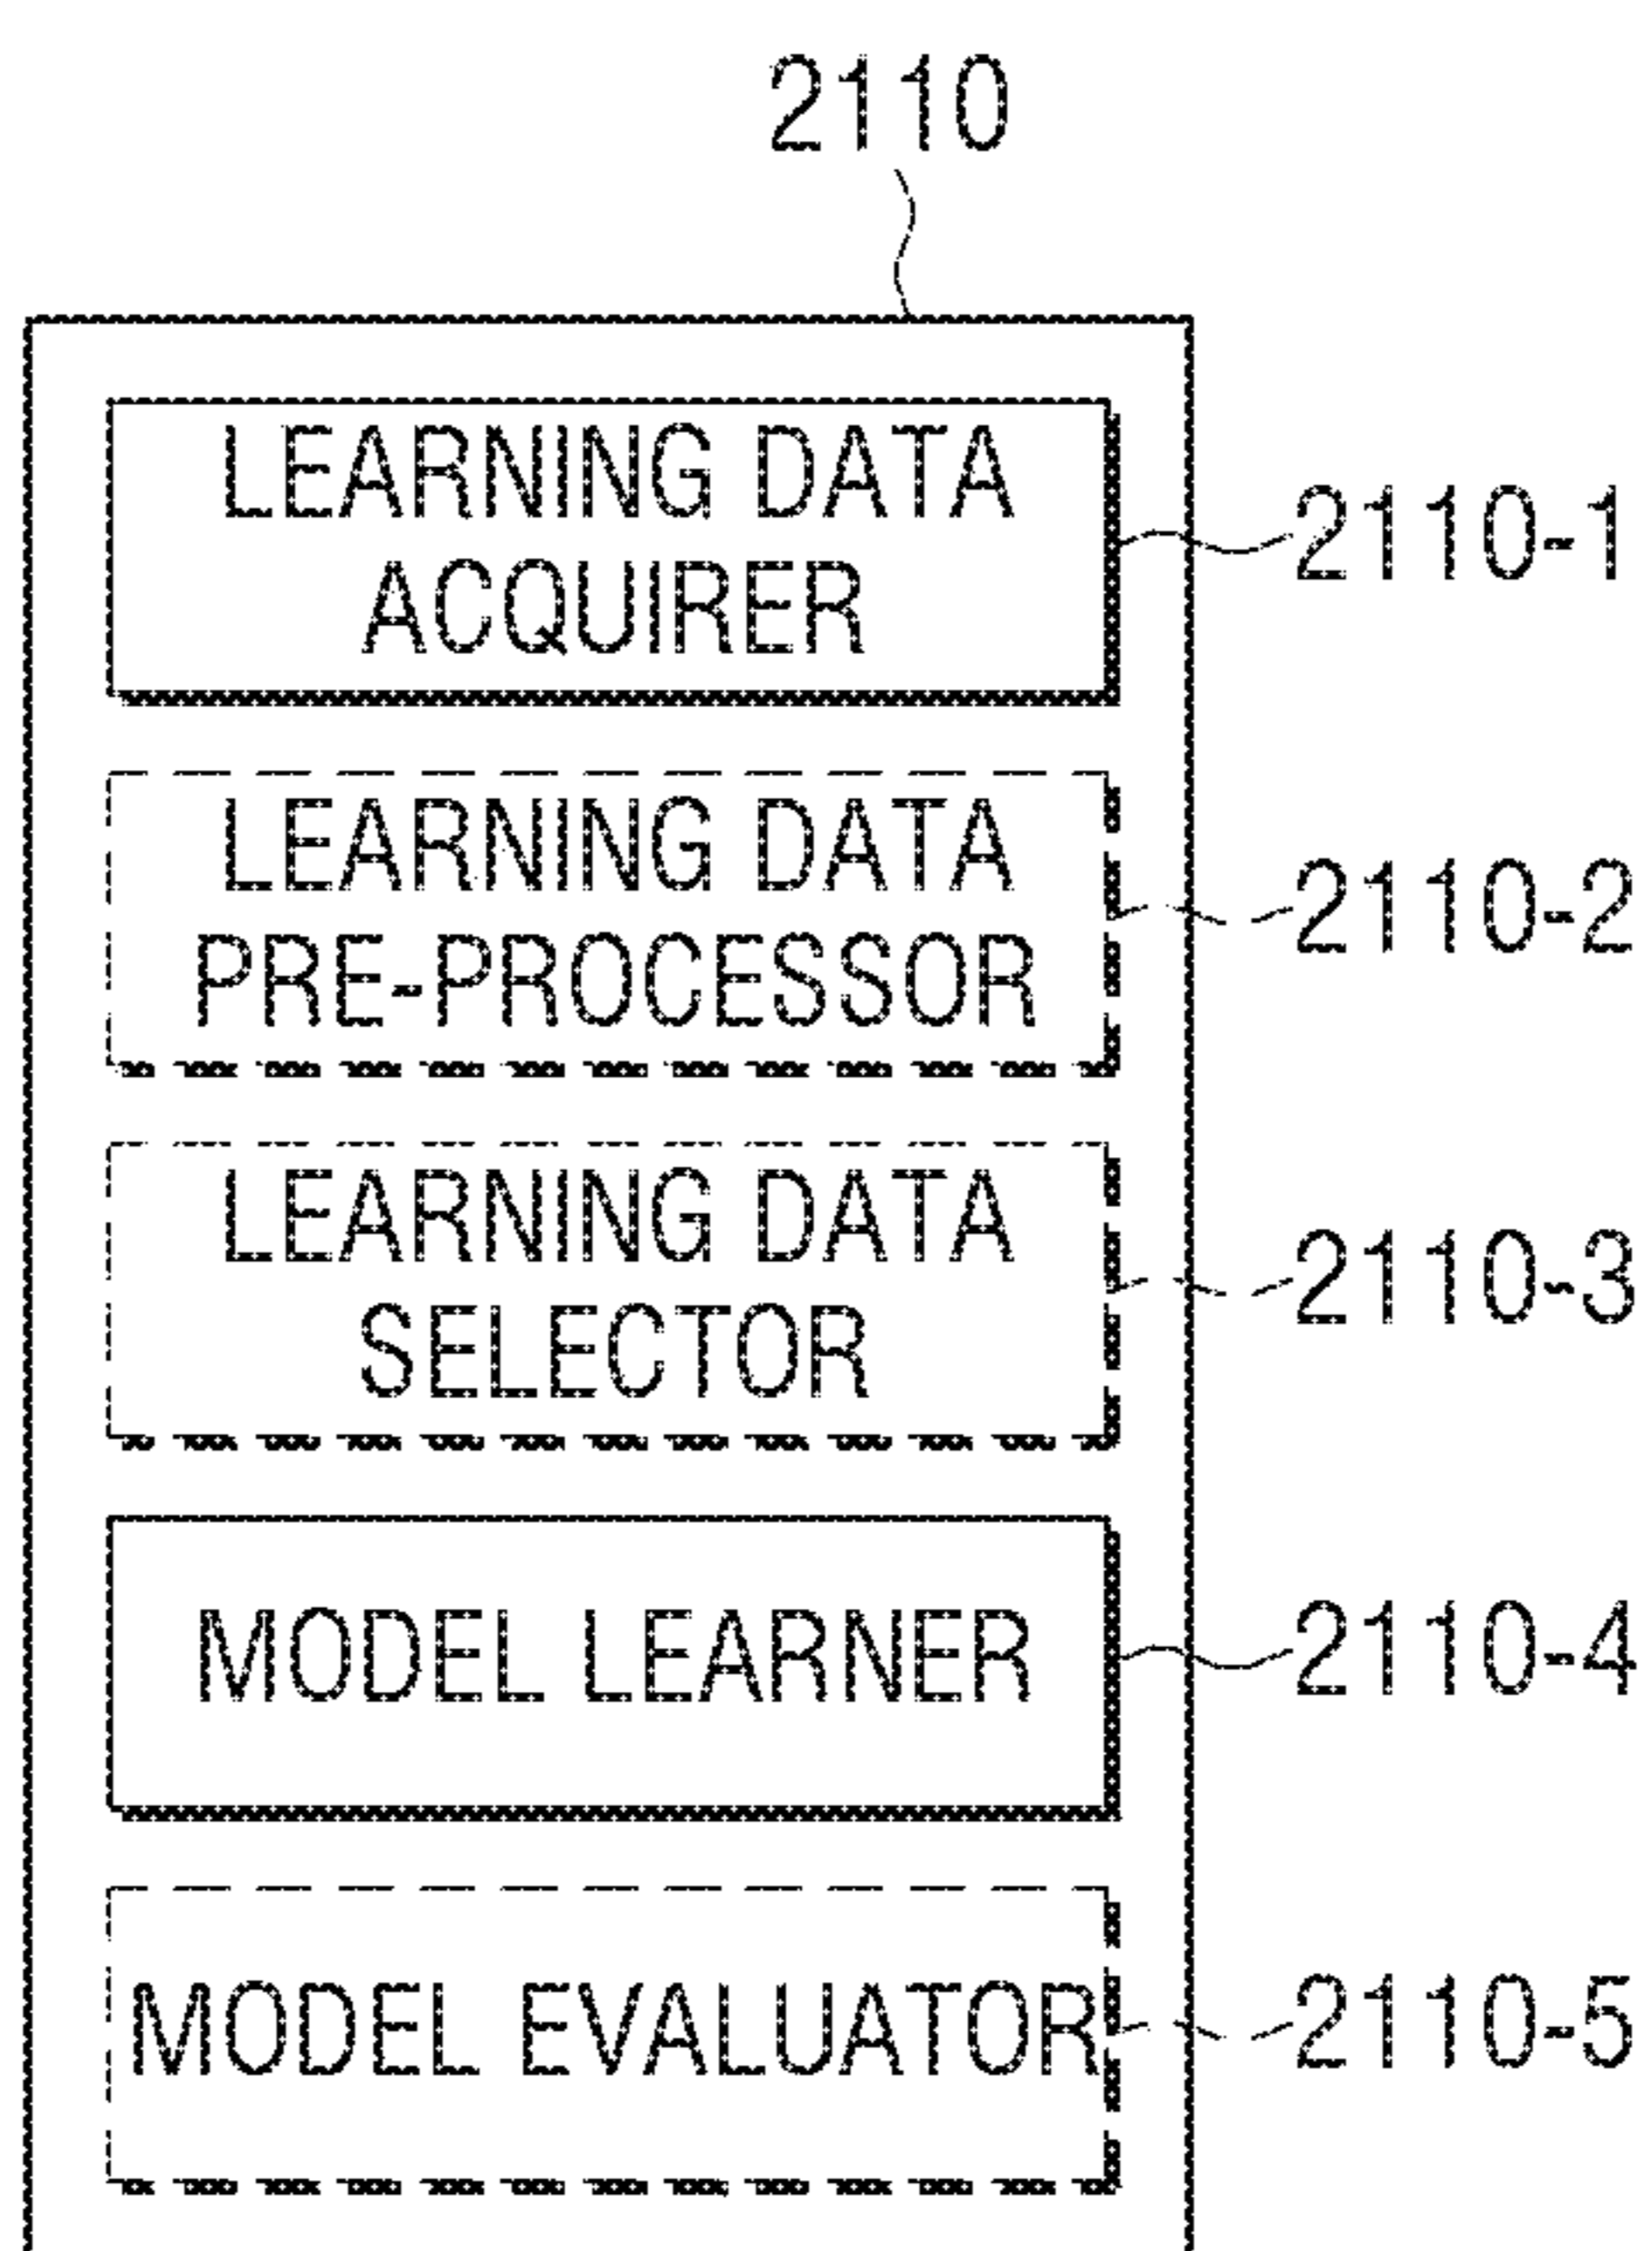 2110
LEARNING DATA
ACQUIRER
2110-1
LEARNING DATA
PRE-PROCESSOR
2110-2
LEARNING DATA
SELECTOR
2110-3
MODEL LEARNER
2110-4
MODEL EVALUATOR
2110-5